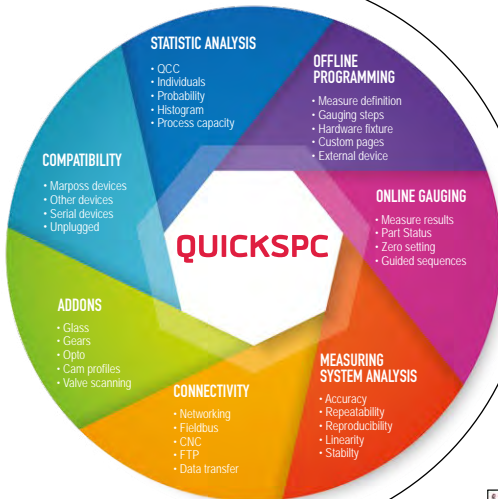 STATISTIC ANALYSIS
• QCC
• Individuals
• Probability
• Histogram
• Process capacity
OFFLINE
PROGRAMMING
• Measure definition
• Gauging steps
• Hardware fixture
• Custom pages
• External device
COMPATIBILITY
• Marposs devices
• Other devices
• Serial devices
• Unplugged
ONLINE GAUGING
• Measure results
• Part Status
• Zero setting
• Guided sequences
QUICKSPC
ADDONS
• Glass
• Gears
• Opto
• Cam profiles
• Valve scanning
MEASURING
SYSTEM ANALYSIS
• Accuracy
• Repeatability
• Reproducibility
• Linearity
• Stabilty
CONNECTIVITY
• Networking
• Fieldbus
• CNC
• FTP
• Data transfer